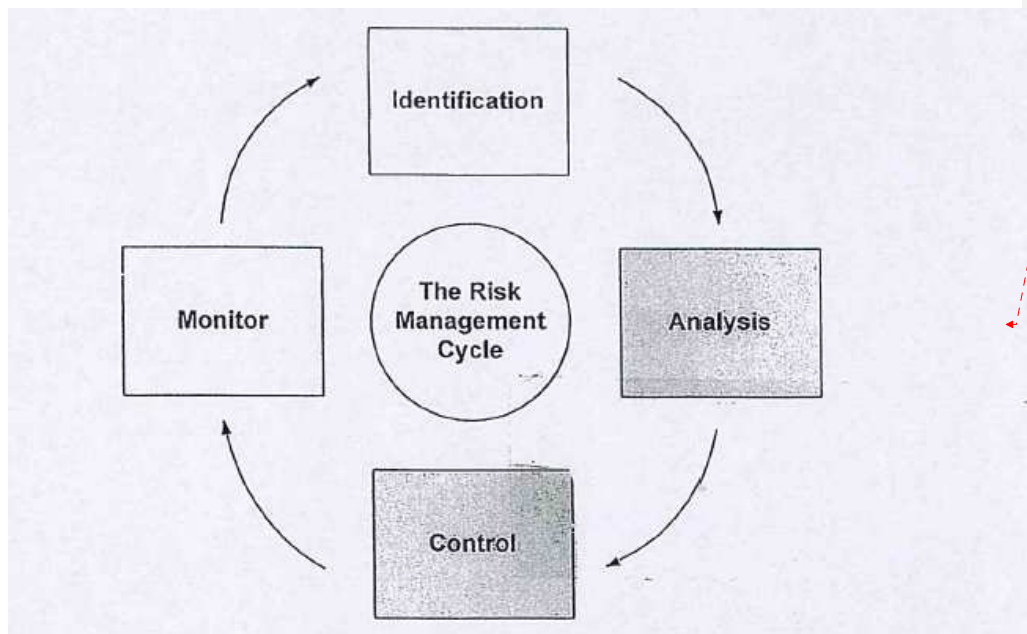 Identification
Monitor
The Risk
Management
Cycle
Analysis
Control